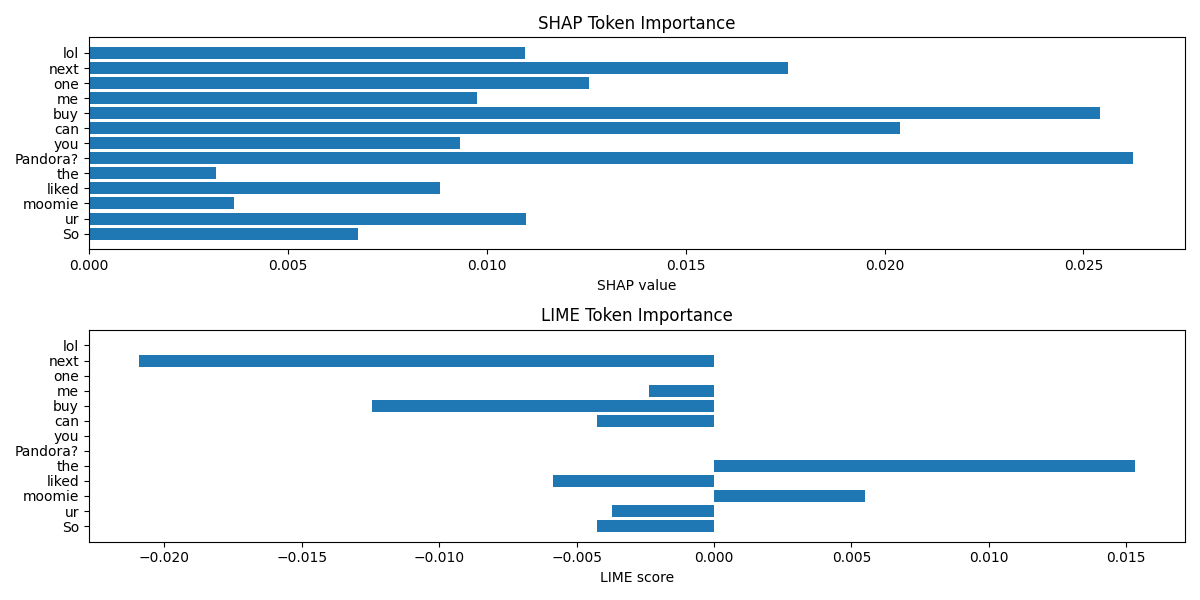 SHAP Token Importance
lol
next
one
me
buy
can
you
Pandora?
the
liked
moomie
ur
So
0.000 0.005 0.010 0.015 0.020 0.025
SHAP value
LIME Token Importance
lol
next
one
me
buy
can
you
Pandora?
the
liked
moomie
ur
So
−0.020 −0.015 −0.010 −0.005 0.000 0.005 0.010 0.015
LIME score